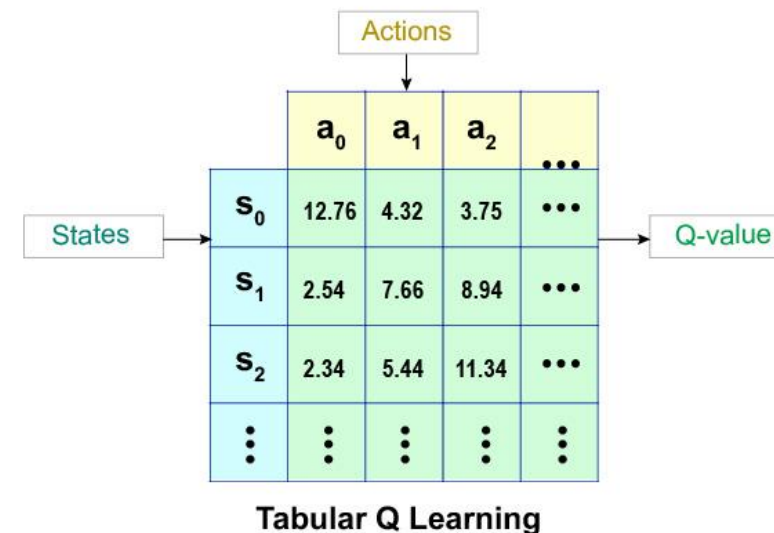 Actions
a0 a1 a2 ...
States
s0 12.76 4.32 3.75 ...
Q-value
s1 2.54 7.66 8.94 ...
s2 2.34 5.44 11.34 ...
⋮ ⋮ ⋮ ⋮ ⋮
Tabular Q Learning